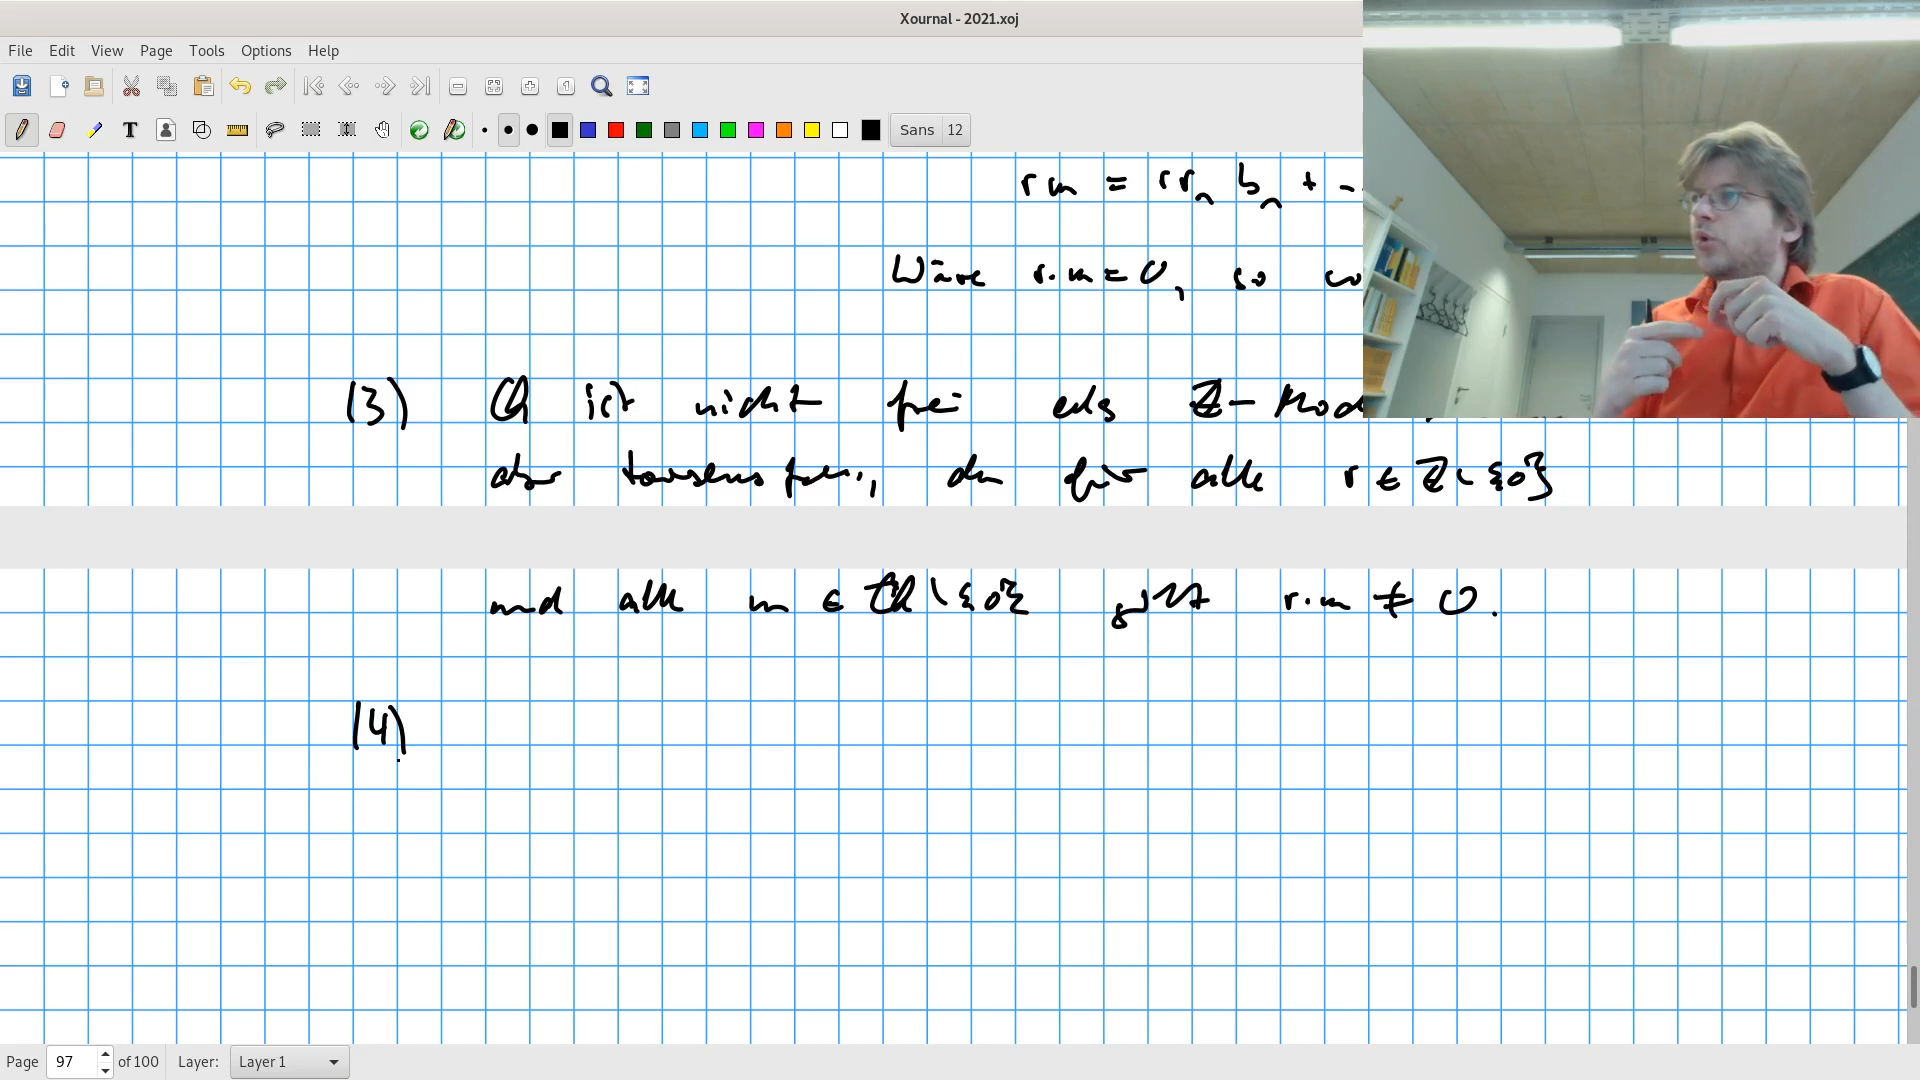 Xournal - 2021.xoj
File Edit View Page Tools Options Help
Sans 12
rm = rr_n b_n +
Wäre r·m=0, so
(3) ℚ ist nicht frei als ℤ-Mod
aber torsionsfrei, da für alle r ∈ ℤ∖{0}
und alle m ∈ ℚ∖{0} gilt r·m ≠ 0.
(4)
Page 97 of 100 Layer: Layer 1